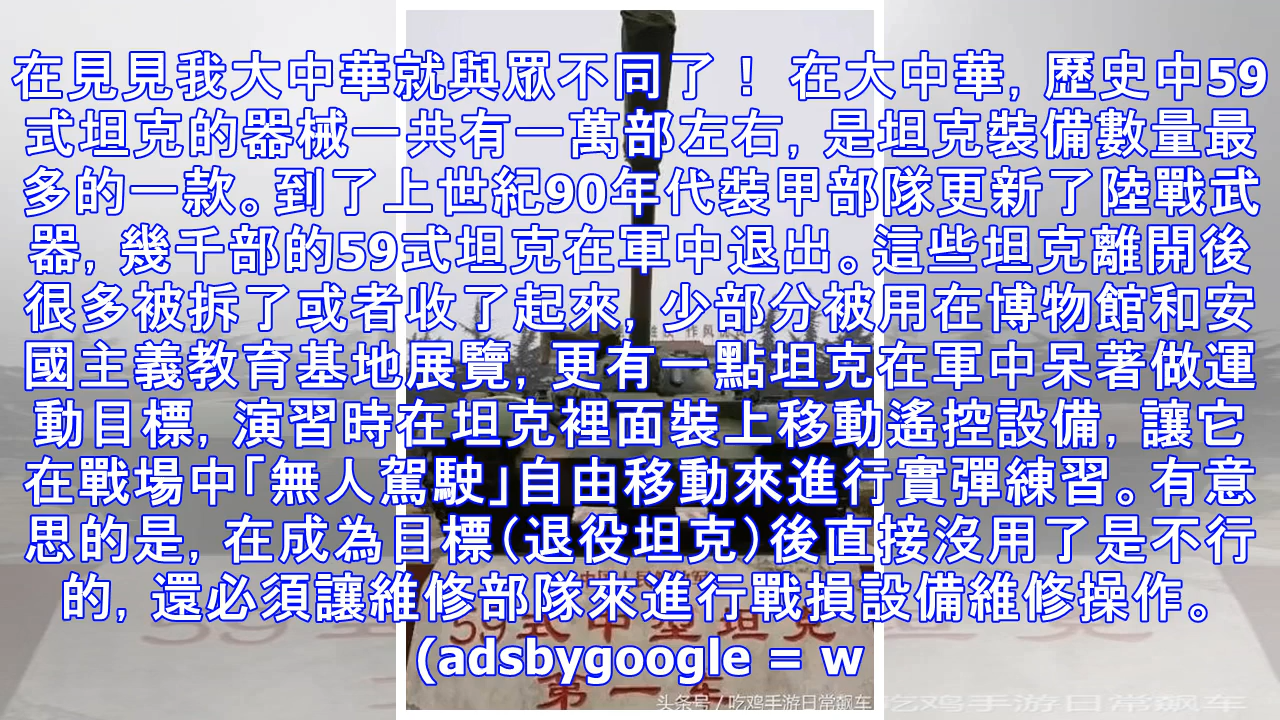 在見見我大中華就與眾不同了！ 在大中華, 歷史中59
式坦克的器械一共有一萬部左右, 是坦克裝備數量最
多的一款。到了上世紀90年代裝甲部隊更新了陸戰武
器, 幾千部的59式坦克在軍中退出。這些坦克離開後
很多被拆了或者收了起來, 少部分被用在博物館和安
國主義教育基地展覽, 更有一點坦克在軍中呆著做運
動目標, 演習時在坦克裡面裝上移動遙控設備, 讓它
在戰場中「無人駕駛」自由移動來進行實彈練習。有意
思的是, 在成為目標(退役坦克)後直接沒用了是不行
的, 還必須讓維修部隊來進行戰損設備維修操作。
(adsbygoogle = w
59式中型坦克
第一车
头条号 / 吃鸡手游日常飙车